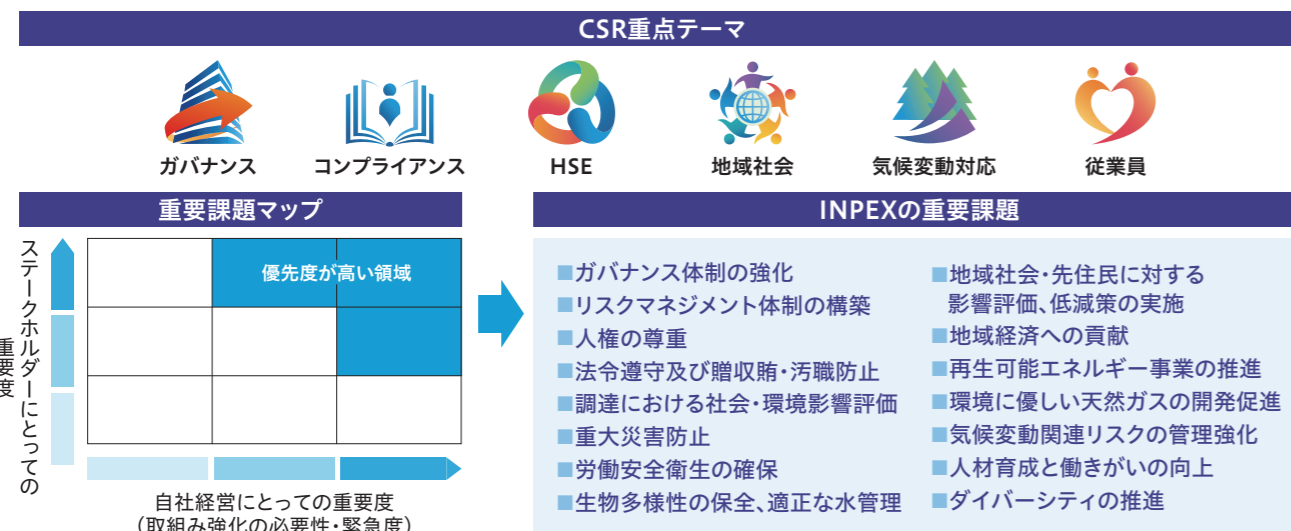 CSR重点テーマ
ガバナンス
コンプライアンス
HSE
地域社会
気候変動対応
従業員
重要課題マップ
ステークホルダーにとっての
重要度
優先度が高い領域
自社経営にとっての重要度
（取組み強化の必要性・緊急度）
INPEXの重要課題
■ガバナンス体制の強化
■リスクマネジメント体制の構築
■人権の尊重
■法令遵守及び贈収賄・汚職防止
■調達における社会・環境影響評価
■重大災害防止
■労働安全衛生の確保
■生物多様性の保全、適正な水管理
■地域社会・先住民に対する
影響評価、低減策の実施
■地域経済への貢献
■再生可能エネルギー事業の推進
■環境に優しい天然ガスの開発促進
■気候変動関連リスクの管理強化
■人材育成と働きがいの向上
■ダイバーシティの推進